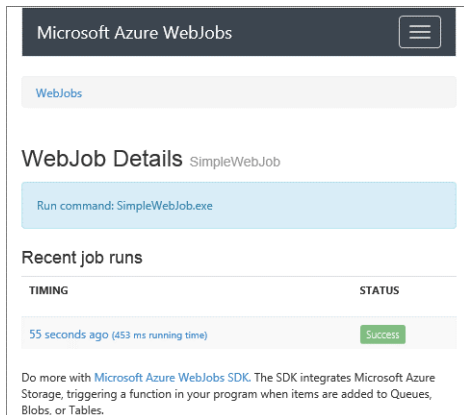 Microsoft Azure WebJobs
WebJobs
WebJob Details SimpleWebJob
Run command: SimpleWebJob.exe
Recent job runs
TIMING STATUS
55 seconds ago (453 ms running time) Success
Do more with Microsoft Azure WebJobs SDK. The SDK integrates Microsoft Azure
Storage, triggering a function in your program when items are added to Queues,
Blobs, or Tables.